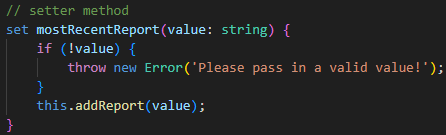 // setter method
set mostRecentReport(value: string) {
    if (!value) {
        throw new Error('Please pass in a valid value!');
    }
    this.addReport(value);
}